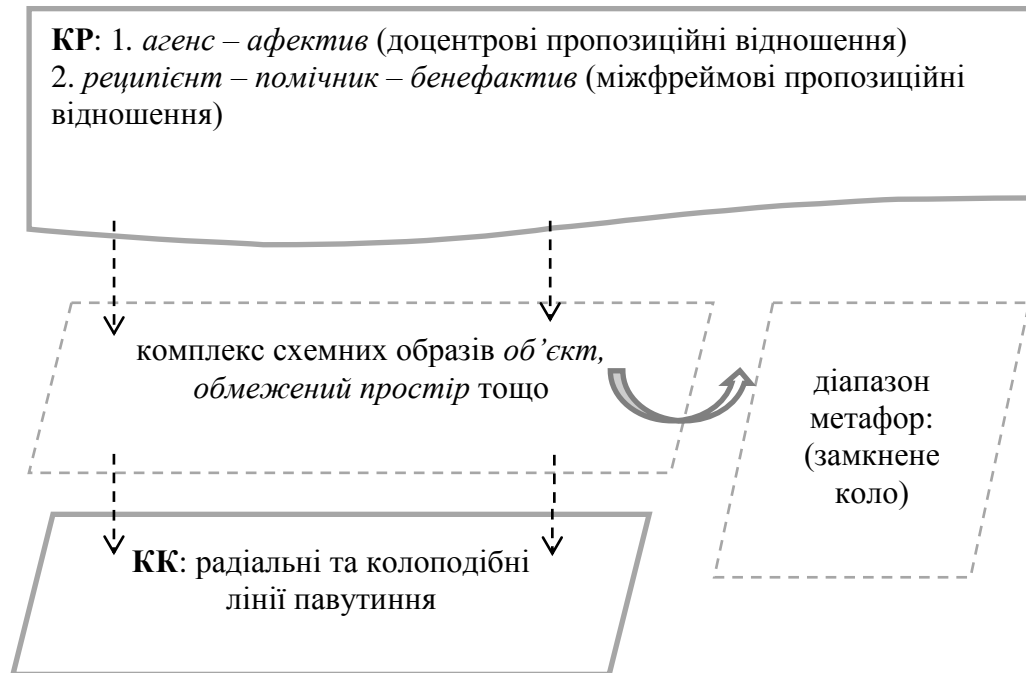 КР: 1. агенс – афектив (доцентрові пропозиційні відношення)
2. реципієнт – помічник – бенефактив (міжфреймові пропозиційні
відношення)
комплекс схемних образів об’єкт,
обмежений простір тощо
діапазон
метафор:
(замкнене
коло)
КК: радіальні та колоподібні
лінії павутиння